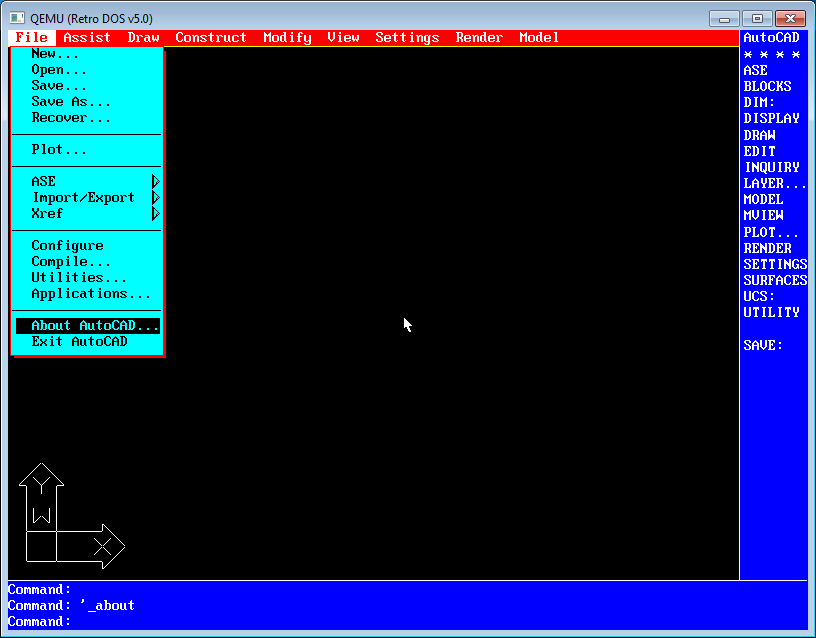 QEMU (Retro DOS v5.0)
File Assist Draw Construct Modify View Settings Render Model
New...
Open...
Save...
Save As...
Recover...
Plot...
ASE
Import/Export
Xref
Configure
Compile...
Utilities...
Applications...
About AutoCAD...
Exit AutoCAD
AutoCAD
* * * *
ASE
BLOCKS
DIM:
DISPLAY
DRAW
EDIT
INQUIRY
LAYER...
MODEL
MVIEW
PLOT...
RENDER
SETTINGS
SURFACES
UCS:
UTILITY
SAVE:
Y
W
X
Command:
Command: '_about
Command: